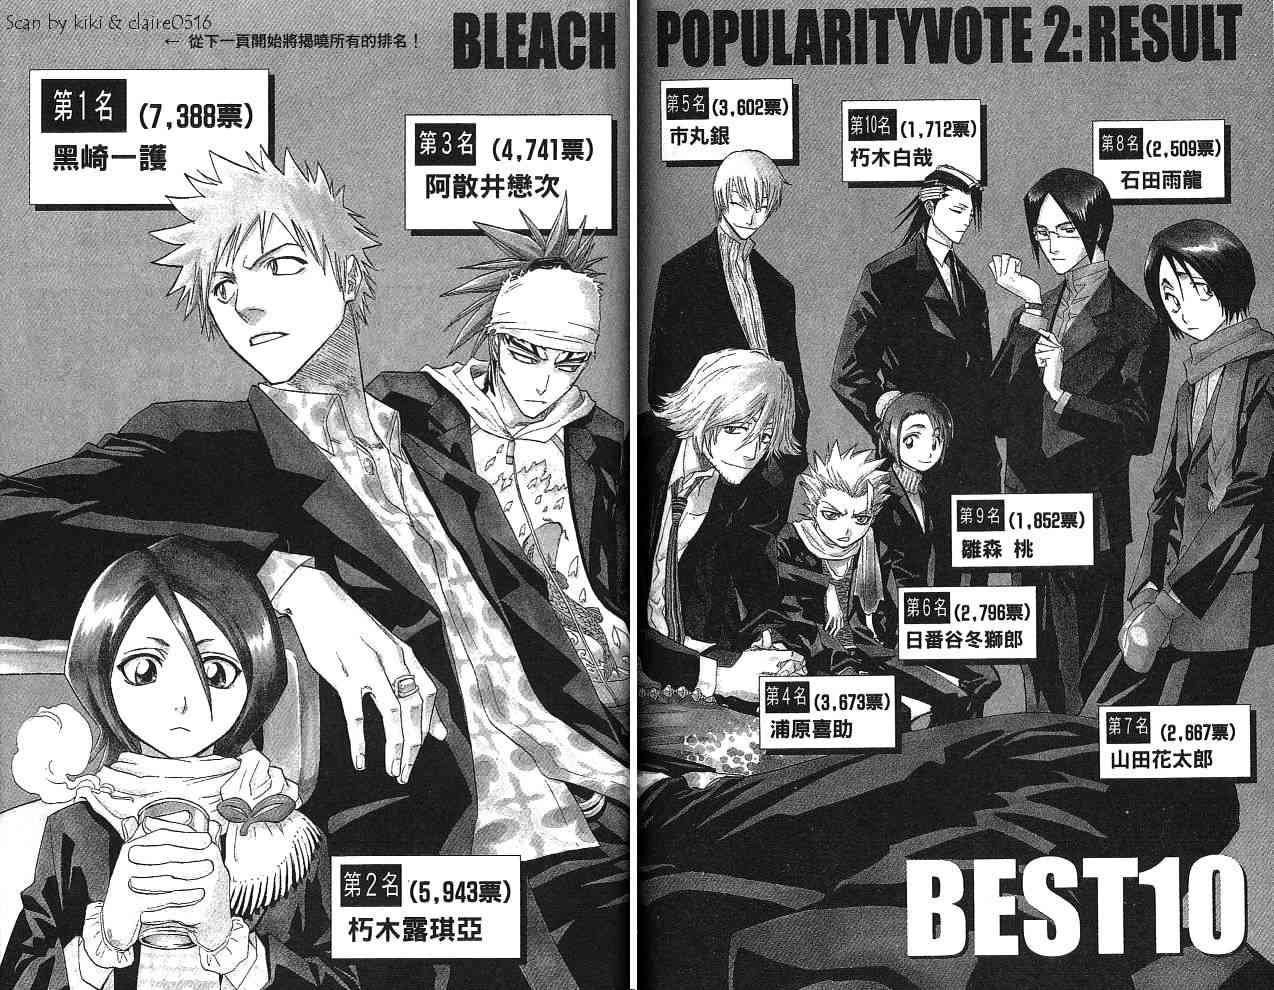 Scan by kiki & claire0516
← 從下一頁開始將揭曉所有的排名！
BLEACH POPULARITYVOTE 2:RESULT
第1名 (7,388票)
黑崎一護
第3名 (4,741票)
阿散井戀次
第5名 (3,602票)
市丸銀
第10名 (1,712票)
朽木白哉
第8名 (2,509票)
石田雨龍
第9名 (1,852票)
雛森 桃
第6名 (2,796票)
日番谷冬獅郎
第4名 (3,673票)
浦原喜助
第7名 (2,667票)
山田花太郎
第2名 (5,943票)
朽木露琪亞
BEST10